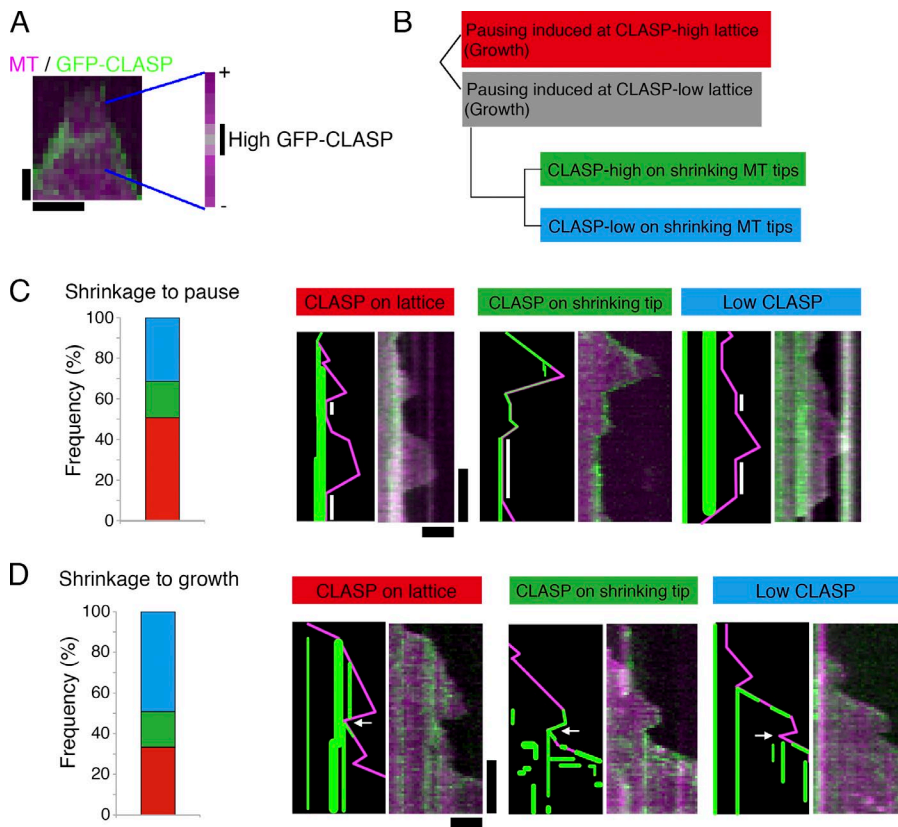 A
MT / GFP-CLASP
+
High GFP-CLASP
-
B
Pausing induced at CLASP-high lattice
(Growth)
Pausing induced at CLASP-low lattice
(Growth)
CLASP-high on shrinking MT tips
CLASP-low on shrinking MT tips
C
Shrinkage to pause
Frequency (%)
100
80
60
40
20
0
CLASP on lattice
CLASP on shrinking tip
Low CLASP
D
Shrinkage to growth
Frequency (%)
100
80
60
40
20
0
CLASP on lattice
CLASP on shrinking tip
Low CLASP